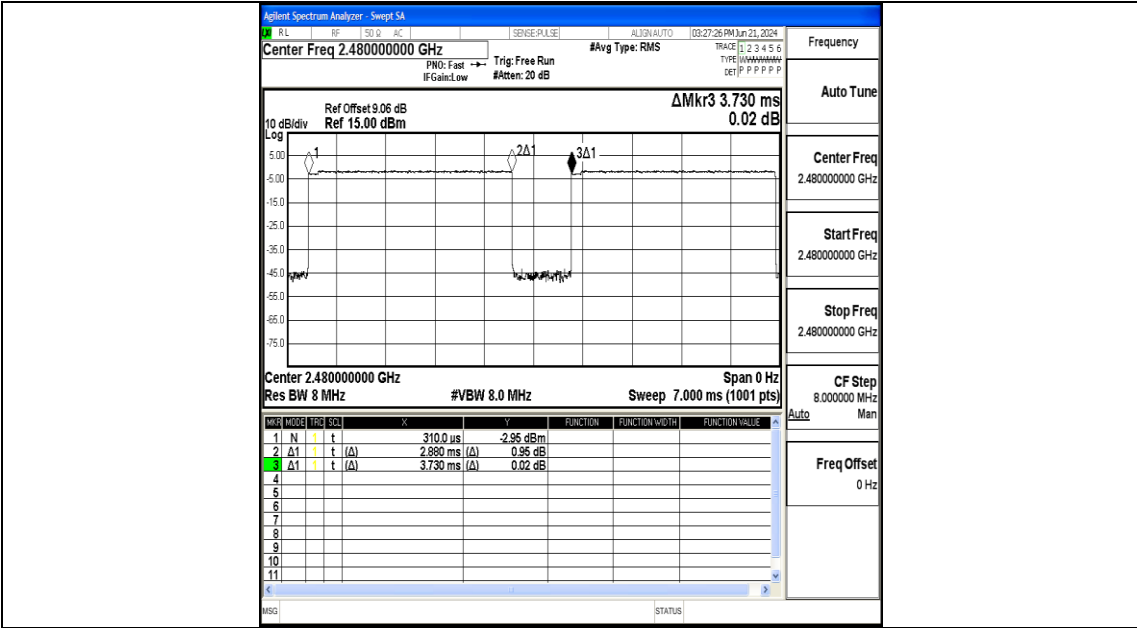 Agilent Spectrum Analyzer - Swept SA
RL RF 50 Ω AC SENSE:PULSE ALIGN AUTO 03:27:26 PM Jun 21, 2024
Center Freq 2.480000000 GHz
#Avg Type: RMS
TRACE 1 2 3 4 5 6
PNO: Fast Trig: Free Run
TYPE
IFGain:Low #Atten: 20 dB
DET P P P P P P
Frequency
Auto Tune
Center Freq
2.480000000 GHz
Start Freq
2.480000000 GHz
Stop Freq
2.480000000 GHz
CF Step
8.000000 MHz
Auto Man
Freq Offset
0 Hz
ΔMkr3 3.730 ms
0.02 dB
Ref Offset 9.06 dB
10 dB/div Ref 15.00 dBm
Log
5.00
-5.00
-15.0
-25.0
-35.0
-45.0
-55.0
-65.0
-75.0
1
2Δ1
3Δ1
Center 2.480000000 GHz Span 0 Hz
Res BW 8 MHz #VBW 8.0 MHz Sweep 7.000 ms (1001 pts)
MKR MODE TRC SCL X Y FUNCTION FUNCTION WIDTH FUNCTION VALUE
1 N 1 t 310.0 µs -2.95 dBm
2 Δ1 1 t (Δ) 2.880 ms (Δ) 0.95 dB
3 Δ1 1 t (Δ) 3.730 ms (Δ) 0.02 dB
4
5
6
7
8
9
10
11
MSG STATUS